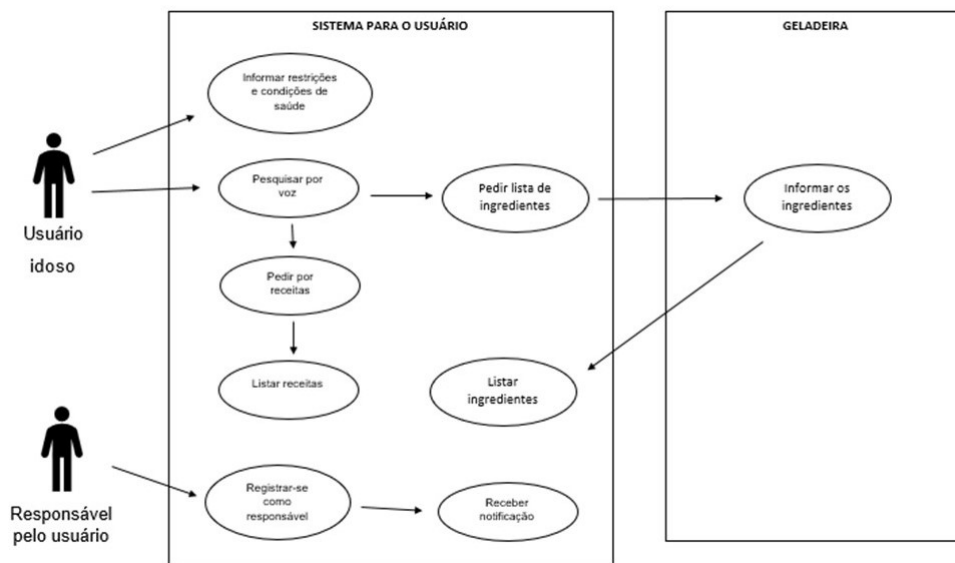 SISTEMA PARA O USUÁRIO
GELADEIRA
Informar restrições
e condições de
saúde
Usuário
idoso
Pesquisar por
voz
Pedir lista de
ingredientes
Informar os
ingredientes
Pedir por
receitas
Listar receitas
Listar
ingredientes
Responsável
pelo usuário
Registrar-se
como
responsável
Receber
notificação